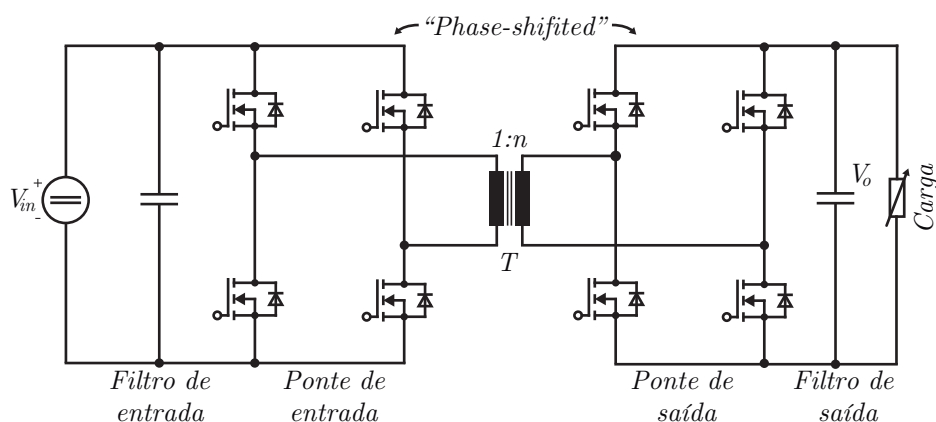 “Phase-shifited”
1:n
V_in
+
-
V_o
Carga
T
Filtro de
entrada
Ponte de
entrada
Ponte de
saída
Filtro de
saída